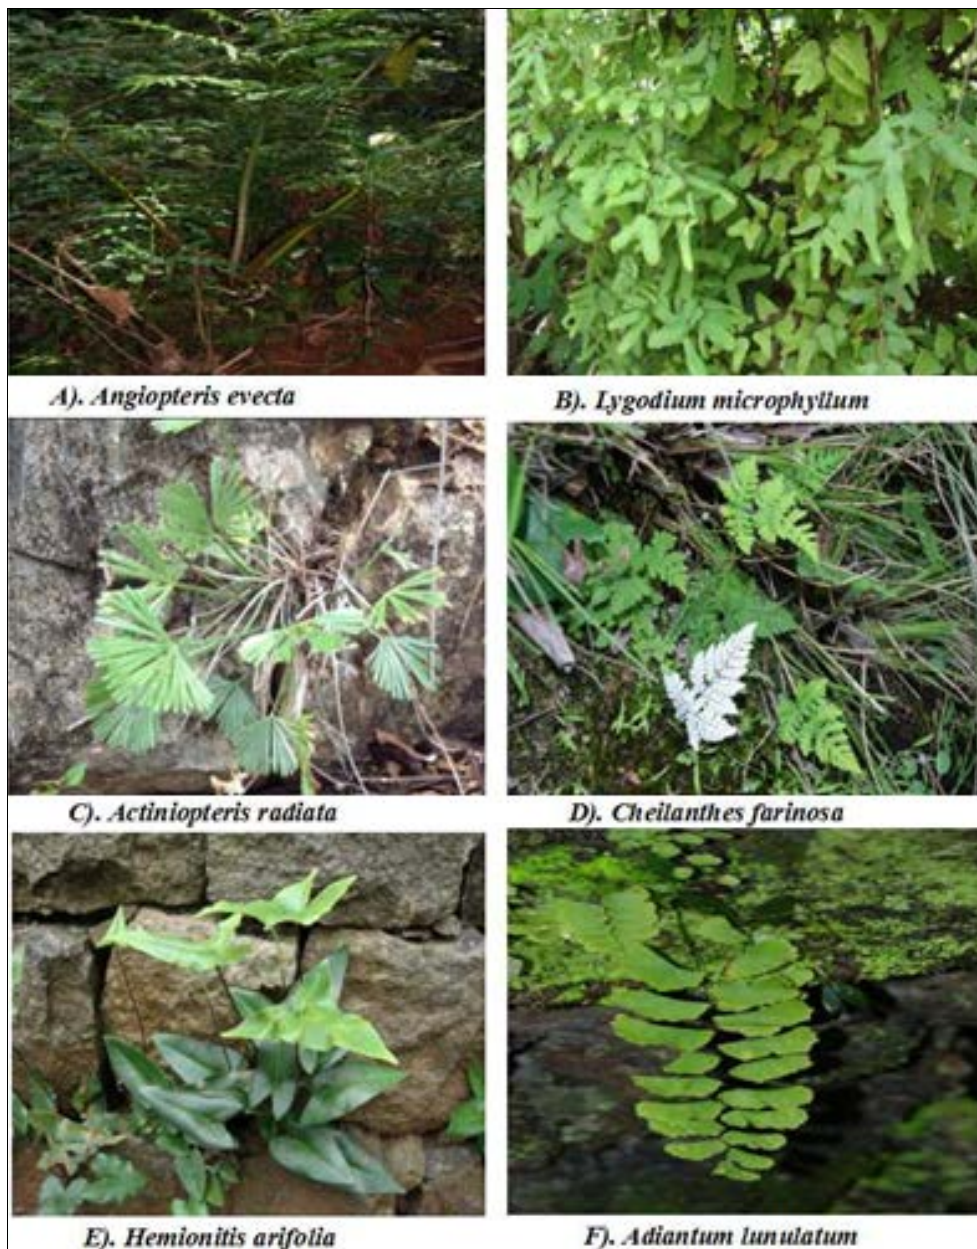 A). Angiopteris evecta
B). Lygodium microphyllum
C). Actiniopteris radiata
D). Cheilanthes farinosa
E). Hemionitis arifolia
F). Adiantum lunulatum